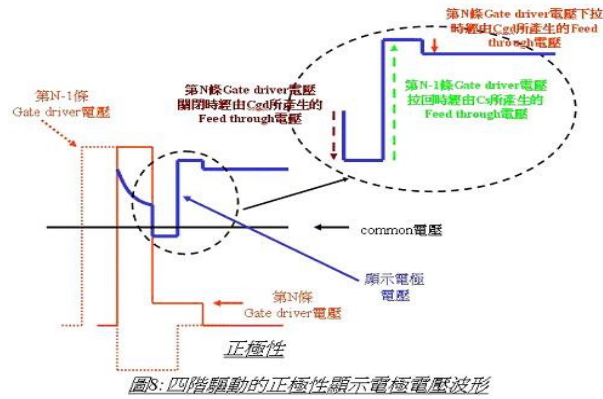 第N條Gate driver電壓下拉
時經由Cgd所產生的Feed
through電壓
第N條Gate driver電壓
關閉時經由Cgd所產生的
Feed through電壓
第N-1條Gate driver電壓
拉回時經由Cs所產生的
Feed through電壓
第N-1條
Gate driver電壓
common電壓
顯示電極
電壓
第N條
Gate driver電壓
正極性
圖8:四階驅動的正極性顯示電極電壓波形